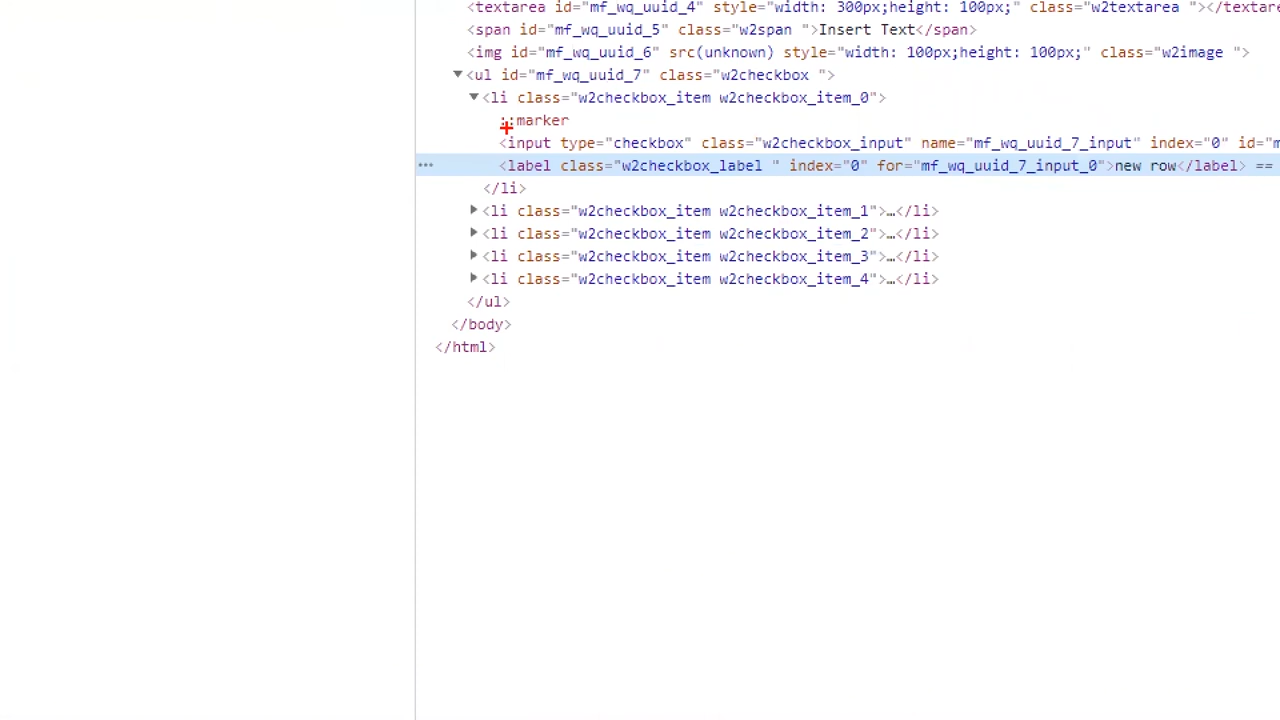 <textarea id="mf_wq_uuid_4" style="width: 300px;height: 100px;" class="w2textarea "></textare
<span id="mf_wq_uuid_5" class="w2span ">Insert Text</span>
<img id="mf_wq_uuid_6" src(unknown) style="width: 100px;height: 100px;" class="w2image ">
▼<ul id="mf_wq_uuid_7" class="w2checkbox ">
▼<li class="w2checkbox_item w2checkbox_item_0">
::marker
<input type="checkbox" class="w2checkbox_input" name="mf_wq_uuid_7_input" index="0" id="m
<label class="w2checkbox_label " index="0" for="mf_wq_uuid_7_input_0">new row</label> ==
</li>
▶<li class="w2checkbox_item w2checkbox_item_1">…</li>
▶<li class="w2checkbox_item w2checkbox_item_2">…</li>
▶<li class="w2checkbox_item w2checkbox_item_3">…</li>
▶<li class="w2checkbox_item w2checkbox_item_4">…</li>
</ul>
</body>
</html>